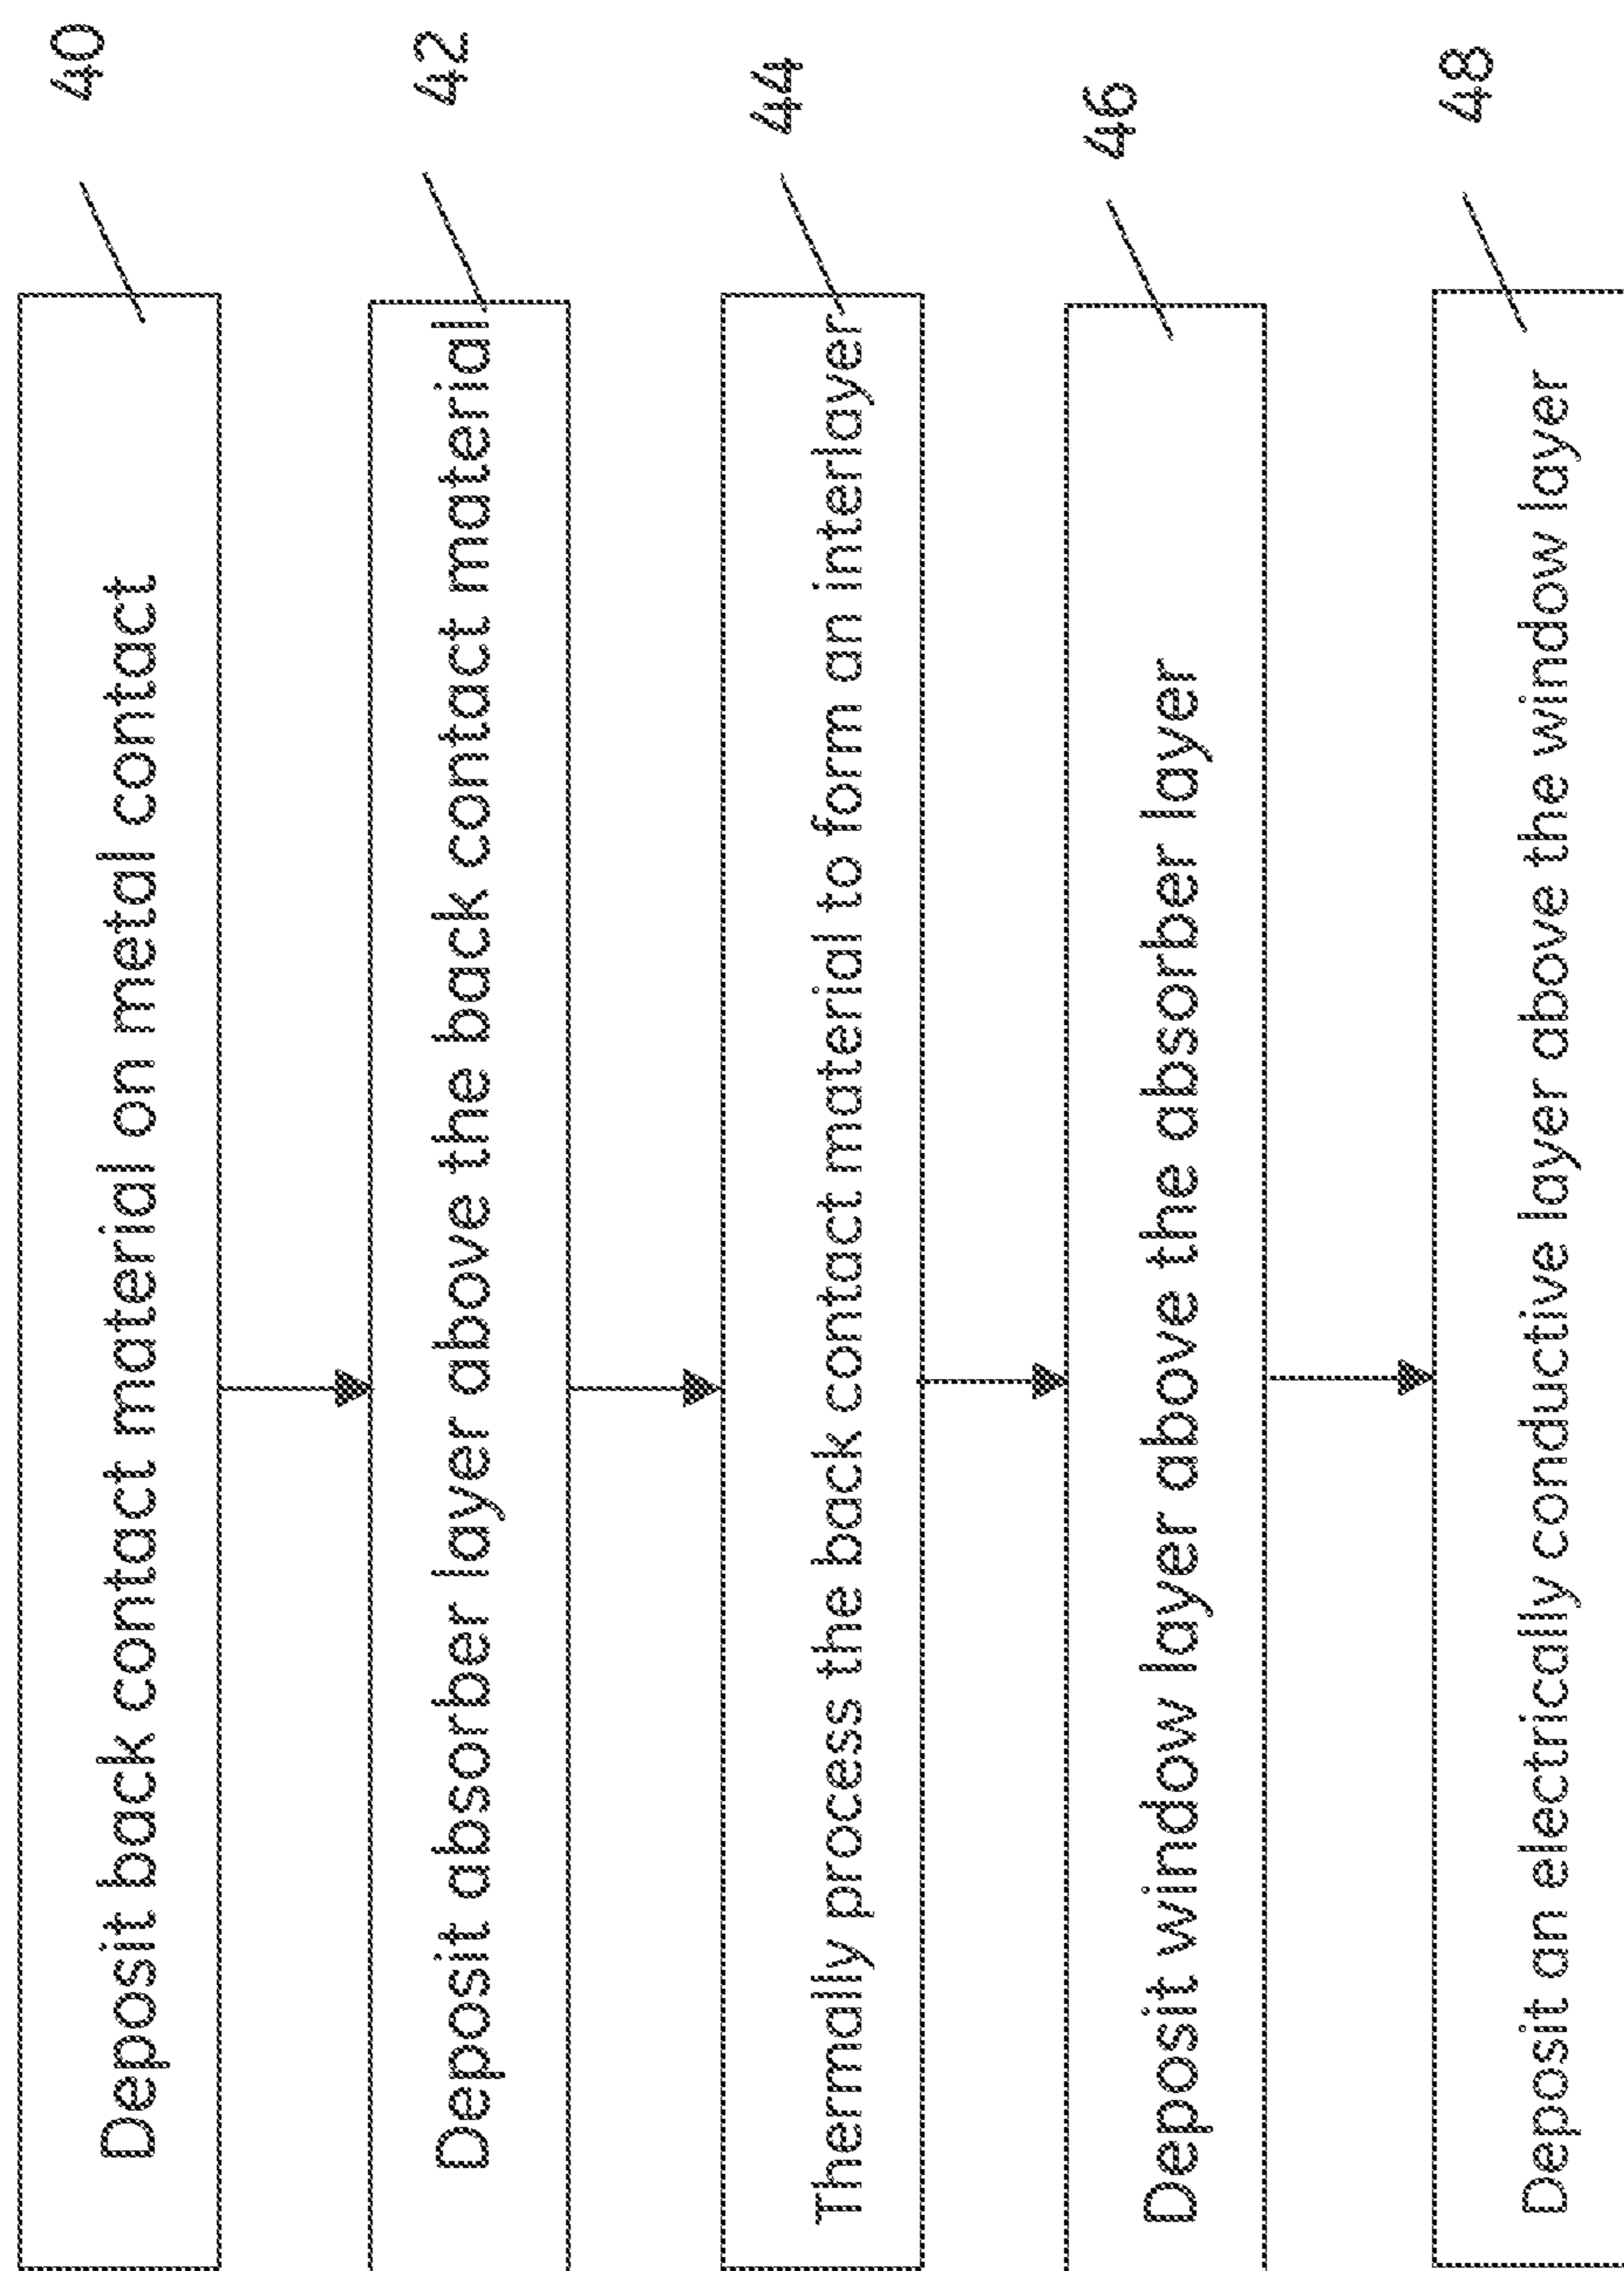 Deposit back contact material on metal contact
40
Deposit absorber layer above the back contact material
42
Thermally process the back contact material to form an interlayer
44
Deposit window layer above the absorber layer
46
Deposit an electrically conductive layer above the window layer
48